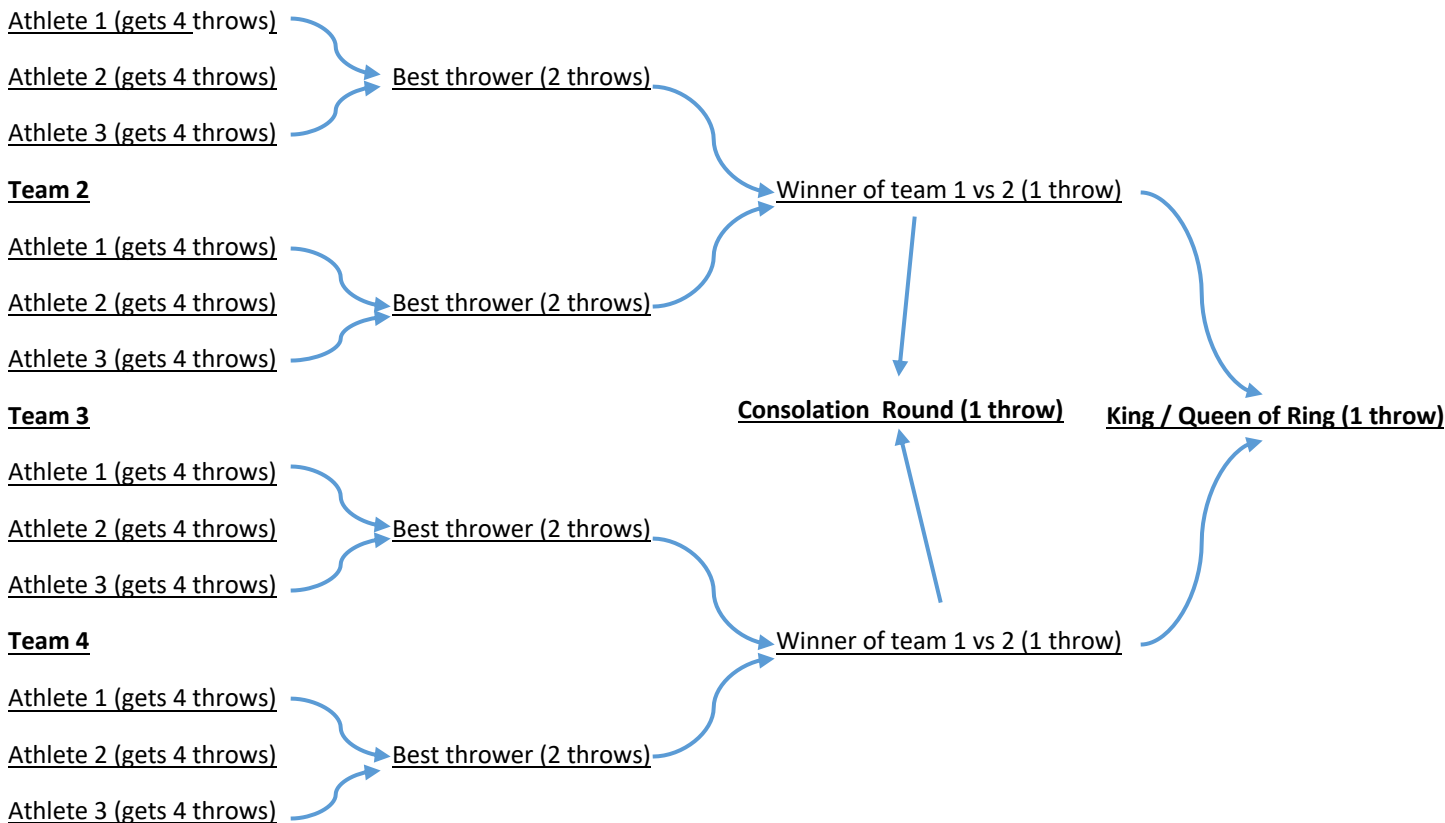 Athlete 1 (gets 4 throws)
Athlete 2 (gets 4 throws)
Best thrower (2 throws)
Athlete 3 (gets 4 throws)
Team 2
Winner of team 1 vs 2 (1 throw)
Athlete 1 (gets 4 throws)
Athlete 2 (gets 4 throws)
Best thrower (2 throws)
Athlete 3 (gets 4 throws)
Team 3
Consolation Round (1 throw)
King / Queen of Ring (1 throw)
Athlete 1 (gets 4 throws)
Athlete 2 (gets 4 throws)
Best thrower (2 throws)
Athlete 3 (gets 4 throws)
Team 4
Winner of team 1 vs 2 (1 throw)
Athlete 1 (gets 4 throws)
Athlete 2 (gets 4 throws)
Best thrower (2 throws)
Athlete 3 (gets 4 throws)